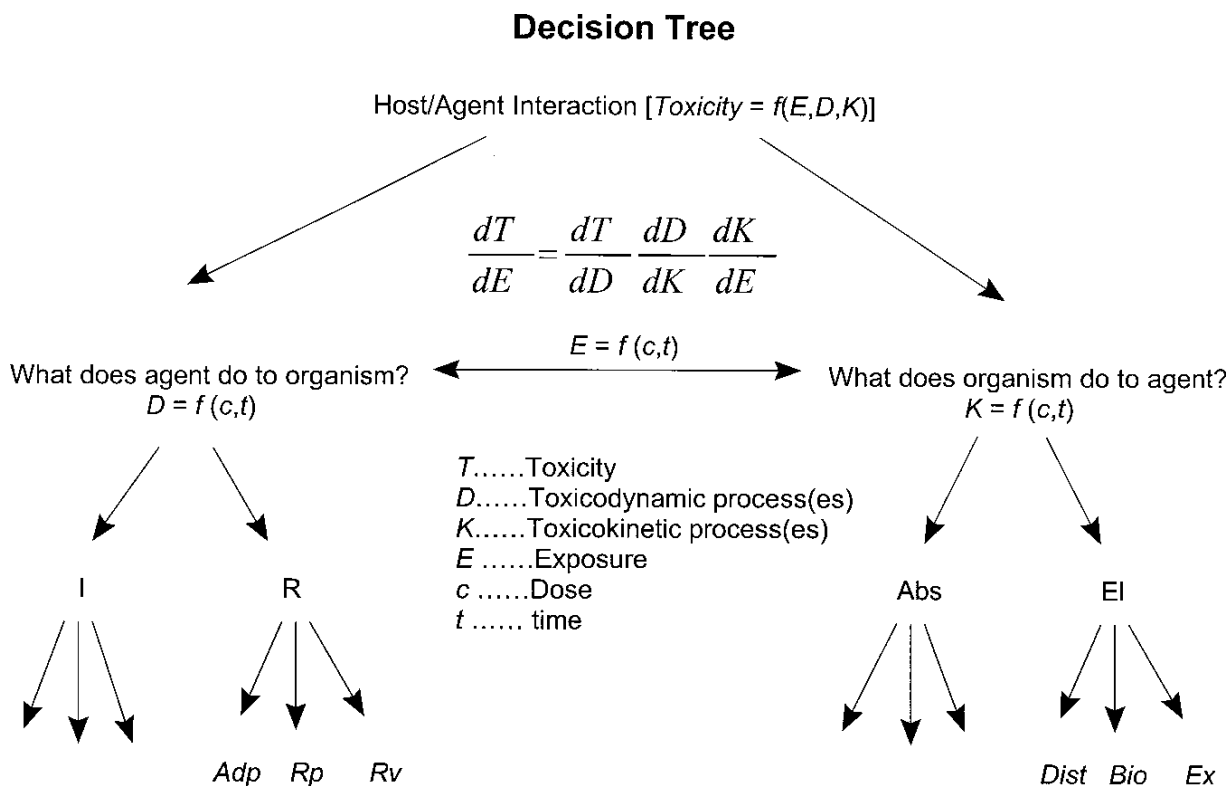 Decision Tree
Host/Agent Interaction [Toxicity = f(E,D,K)]
dT/dE = dT/dD dD/dK dK/dE
E = f (c,t)
What does agent do to organism?
D = f (c,t)
What does organism do to agent?
K = f (c,t)
T......Toxicity
D......Toxicodynamic process(es)
K......Toxicokinetic process(es)
E ......Exposure
c ......Dose
t ...... time
I
R
Abs
El
Adp Rp Rv
Dist Bio Ex